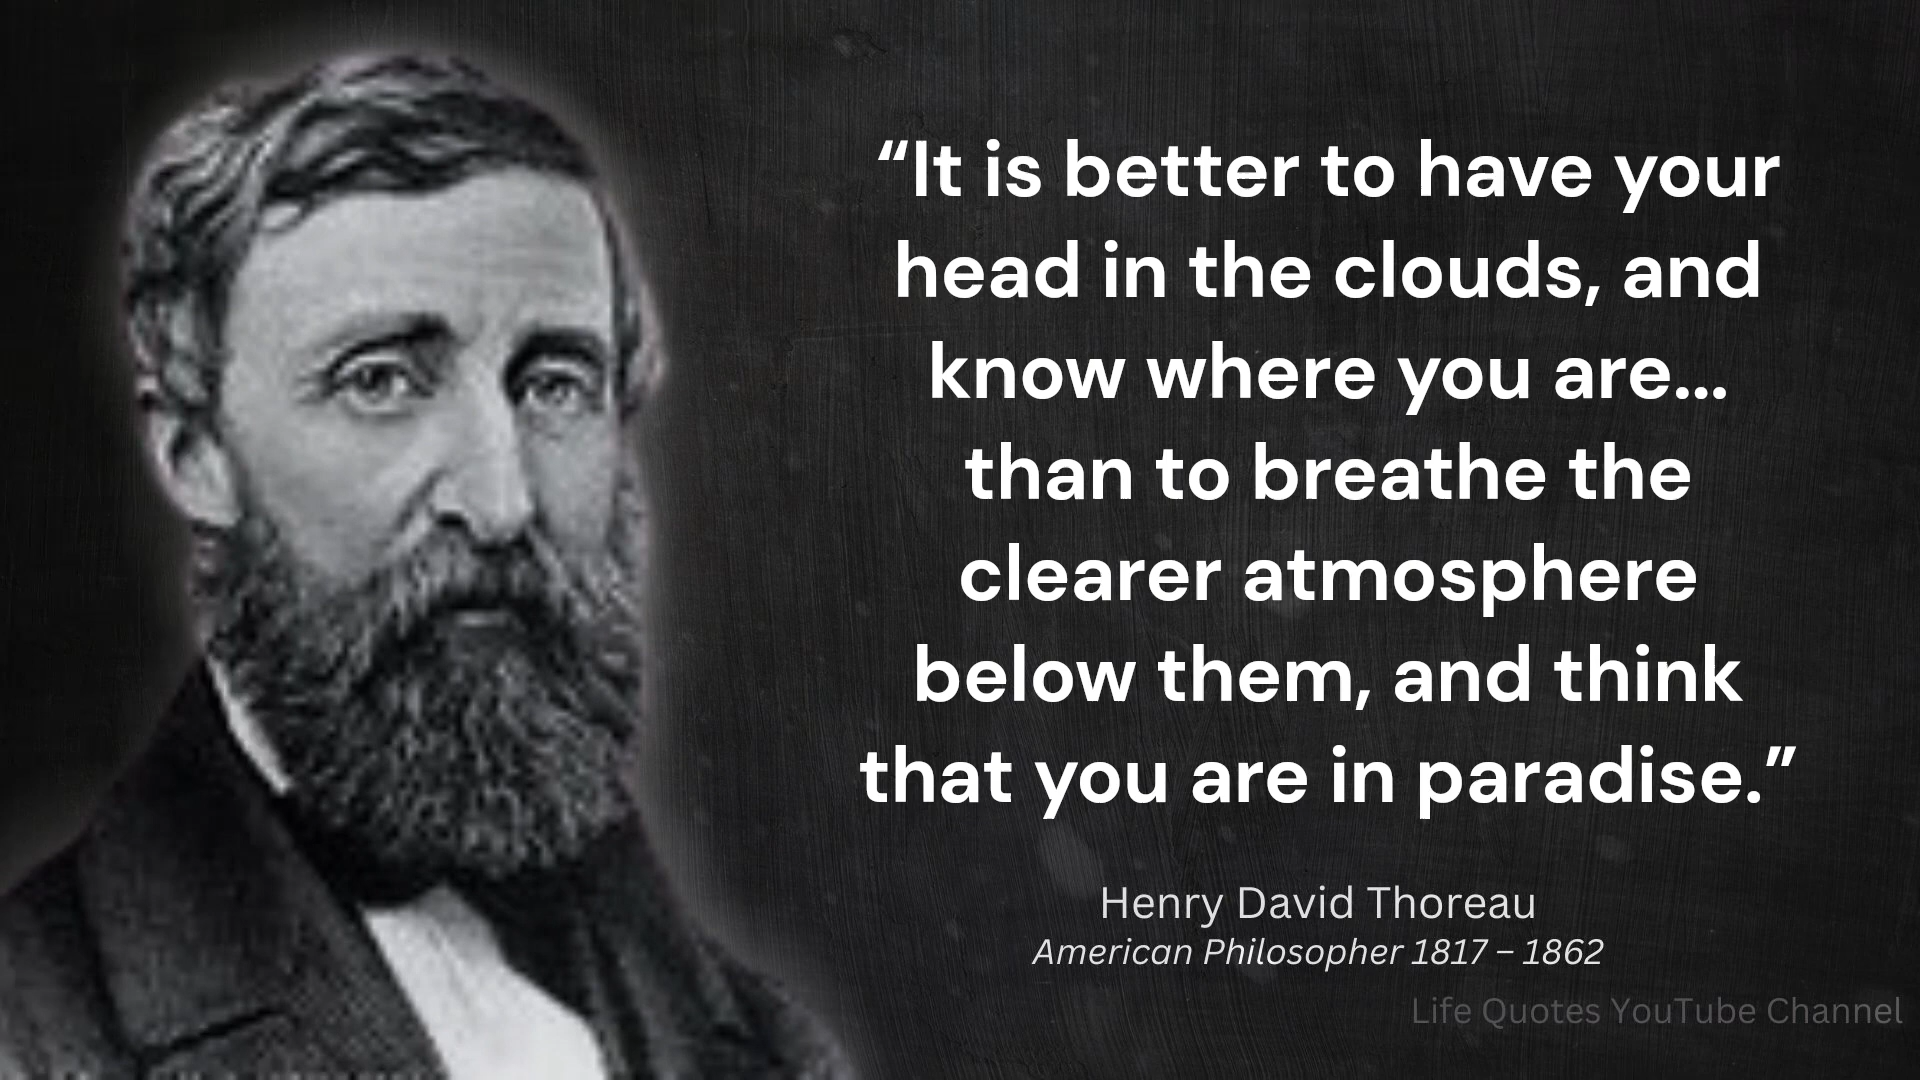 “It is better to have your
head in the clouds, and
know where you are...
than to breathe the
clearer atmosphere
below them, and think
that you are in paradise.”
Henry David Thoreau
American Philosopher 1817 – 1862
Life Quotes YouTube Channel